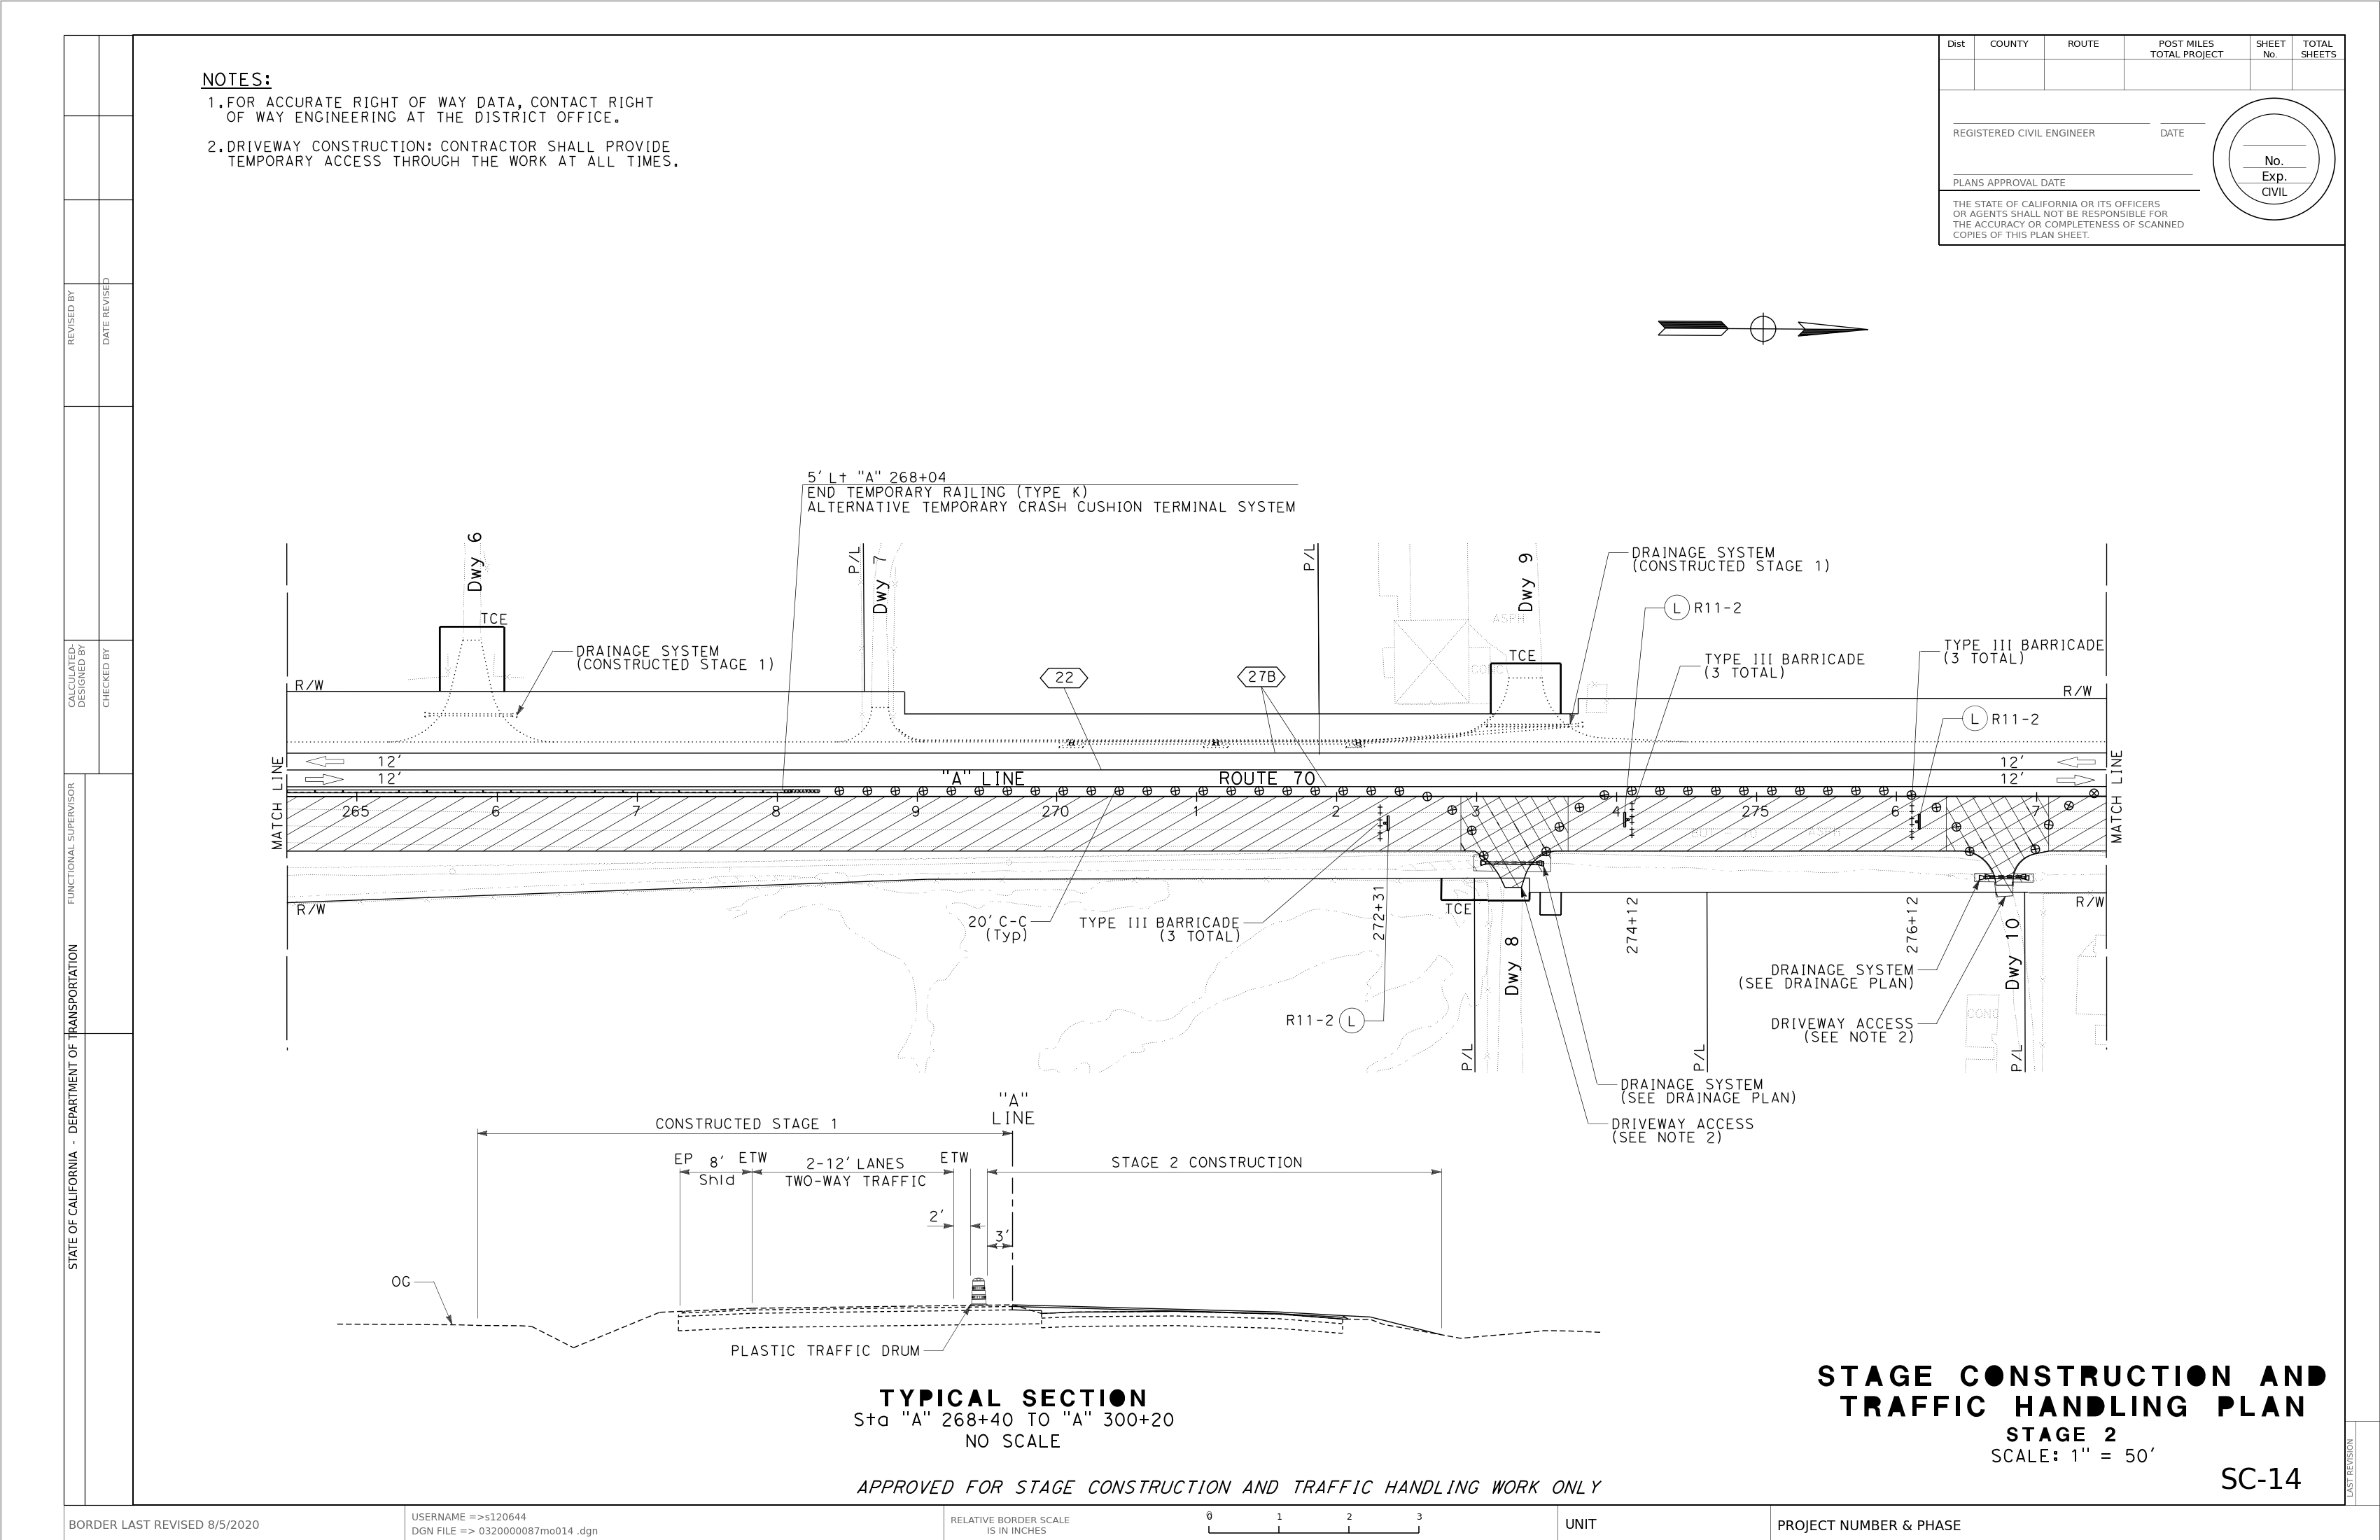 NOTES:
1. FOR ACCURATE RIGHT OF WAY DATA, CONTACT RIGHT
OF WAY ENGINEERING AT THE DISTRICT OFFICE.
2. DRIVEWAY CONSTRUCTION: CONTRACTOR SHALL PROVIDE
TEMPORARY ACCESS THROUGH THE WORK AT ALL TIMES.
Dist COUNTY ROUTE POST MILES TOTAL PROJECT SHEET No. TOTAL SHEETS
REGISTERED CIVIL ENGINEER DATE
PLANS APPROVAL DATE
No.
Exp.
CIVIL
THE STATE OF CALIFORNIA OR ITS OFFICERS
OR AGENTS SHALL NOT BE RESPONSIBLE FOR
THE ACCURACY OR COMPLETENESS OF SCANNED
COPIES OF THIS PLAN SHEET.
REVISED BY
DATE REVISED
CALCULATED-
DESIGNED BY
CHECKED BY
FUNCTIONAL SUPERVISOR
STATE OF CALIFORNIA - DEPARTMENT OF TRANSPORTATION
5' Lt "A" 268+04
END TEMPORARY RAILING (TYPE K)
ALTERNATIVE TEMPORARY CRASH CUSHION TERMINAL SYSTEM
Dwy 6
TCE
DRAINAGE SYSTEM
(CONSTRUCTED STAGE 1)
P/L
Dwy 7
P/L
22
27B
ASPH
CONC
Dwy 9
TCE
DRAINAGE SYSTEM
(CONSTRUCTED STAGE 1)
L R11-2
TYPE III BARRICADE
(3 TOTAL)
TYPE III BARRICADE
(3 TOTAL)
L R11-2
R/W
R/W
MATCH LINE
12'
12'
"A" LINE
ROUTE 70
12'
12'
MATCH LINE
265 6 7 8 9 270 1 2 3 4 275 6 7
BUT - 70
ASPH
R/W
R/W
20' C-C
(Typ)
TYPE III BARRICADE
(3 TOTAL)
272+31
TCE
274+12
276+12
R11-2 L
Dwy 8
Dwy 10
P/L
P/L
P/L
CONC
DRAINAGE SYSTEM
(SEE DRAINAGE PLAN)
DRIVEWAY ACCESS
(SEE NOTE 2)
DRAINAGE SYSTEM
(SEE DRAINAGE PLAN)
DRIVEWAY ACCESS
(SEE NOTE 2)
"A"
LINE
CONSTRUCTED STAGE 1
EP
8'
Shld
ETW
2-12' LANES
TWO-WAY TRAFFIC
ETW
STAGE 2 CONSTRUCTION
2'
3'
OG
PLASTIC TRAFFIC DRUM
TYPICAL SECTION
Sta "A" 268+40 TO "A" 300+20
NO SCALE
STAGE CONSTRUCTION AND
TRAFFIC HANDLING PLAN
STAGE 2
SCALE: 1" = 50'
SC-14
APPROVED FOR STAGE CONSTRUCTION AND TRAFFIC HANDLING WORK ONLY
LAST REVISION
BORDER LAST REVISED 8/5/2020
USERNAME =>s120644
DGN FILE => 0320000087mo014 .dgn
RELATIVE BORDER SCALE
IS IN INCHES
0 1 2 3
UNIT
PROJECT NUMBER & PHASE